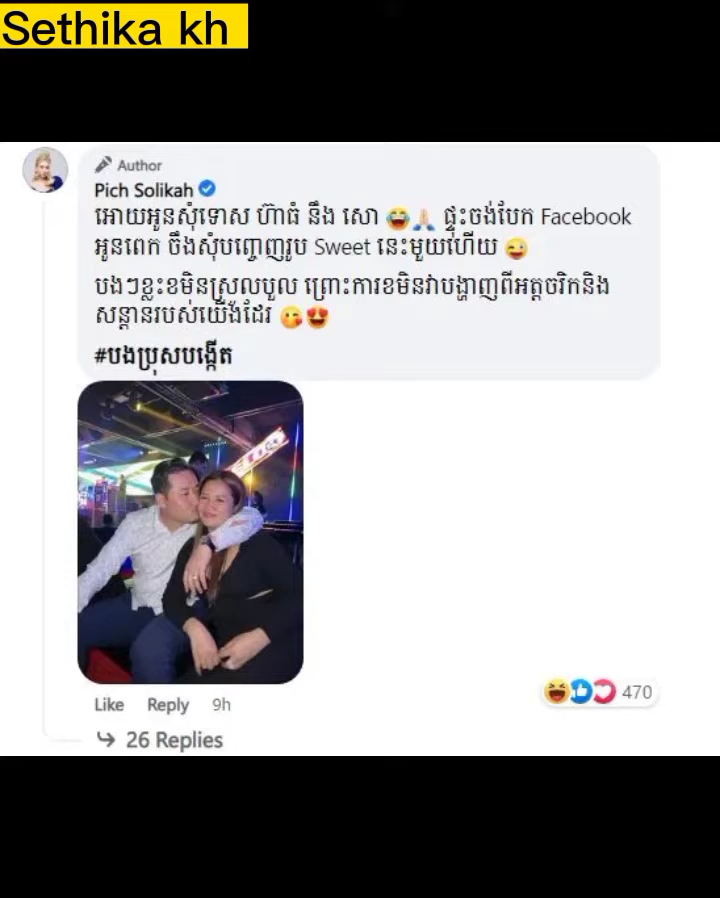 Sethika kh
Author
Pich Solikah
អោយអូនសុំទោស ហ៊ាធំ នឹង សោ 😂🙏🏻 ផ្ទុះចង់បែក Facebook
អូនពេក ចឹងសុំបញ្ចេញរូប Sweet នេះមួយហើយ 😜
បងៗខ្លះខមិនស្រួលបួល ព្រោះការខមិនវាបង្ហាញពីអត្តចរិកនិង
សន្តានរបស់យើងដែរ 😘😍
#បងប្រុសបង្កើត
Like Reply 9h
470
26 Replies